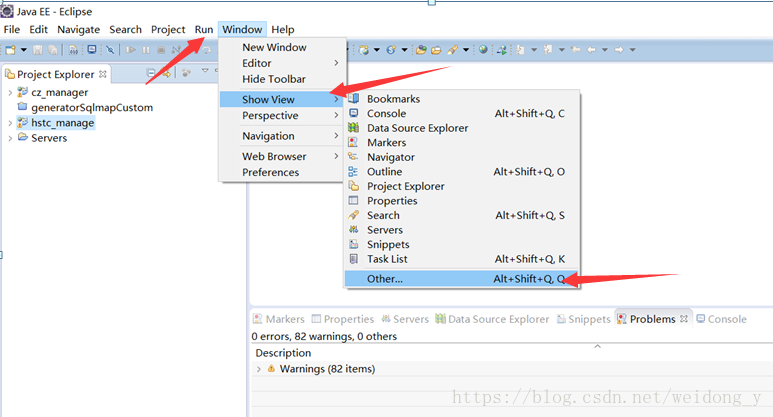 Java EE - Eclipse
File Edit Navigate Search Project Run Window Help
Project Explorer
cz_manager
generatorSqlmapCustom
hstc_manage
Servers
New Window
Editor
Hide Toolbar
Show View
Perspective
Navigation
Web Browser
Preferences
Bookmarks
Console Alt+Shift+Q, C
Data Source Explorer
Markers
Navigator
Outline Alt+Shift+Q, O
Project Explorer
Properties
Search Alt+Shift+Q, S
Servers
Snippets
Task List Alt+Shift+Q, K
Other... Alt+Shift+Q, Q
Markers Properties Servers Data Source Explorer Snippets Problems Console
0 errors, 82 warnings, 0 others
Description
Warnings (82 items)
https://blog.csdn.net/weidong_y